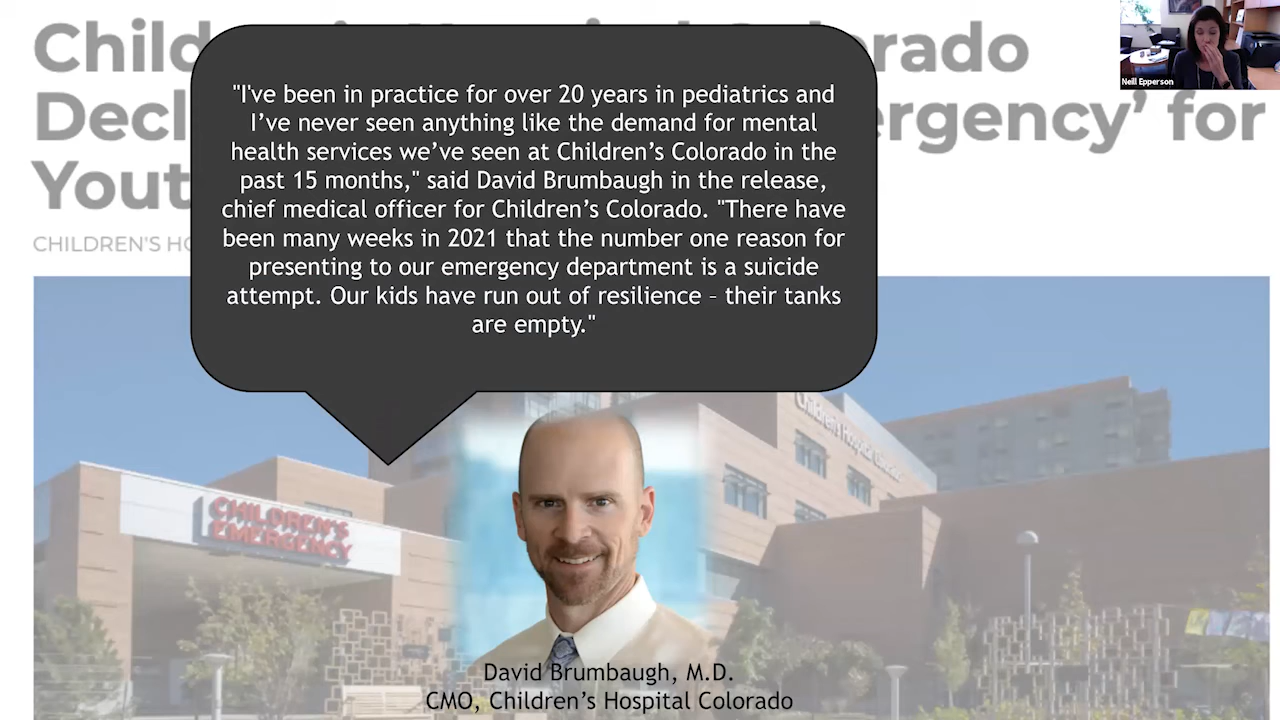 Child
orado
Decl
ergency’ for
Yout
CHILDREN'S HO
"I've been in practice for over 20 years in pediatrics and
I’ve never seen anything like the demand for mental
health services we’ve seen at Children’s Colorado in the
past 15 months," said David Brumbaugh in the release,
chief medical officer for Children’s Colorado. "There have
been many weeks in 2021 that the number one reason for
presenting to our emergency department is a suicide
attempt. Our kids have run out of resilience – their tanks
are empty."
Neill Epperson
Children's Hospital Colorado
CHILDREN'S
EMERGENCY
David Brumbaugh, M.D.
CMO, Children’s Hospital Colorado